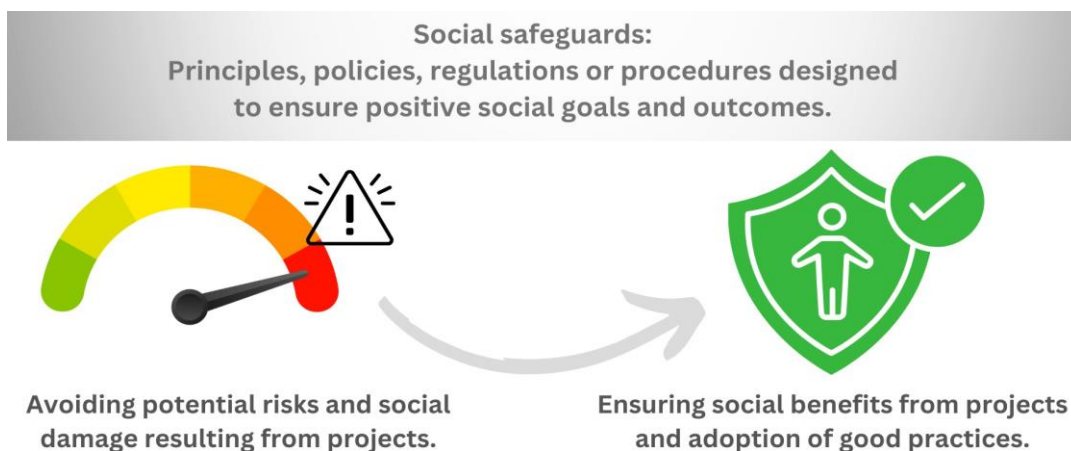 Social safeguards:
Principles, policies, regulations or procedures designed
to ensure positive social goals and outcomes.
Avoiding potential risks and social
damage resulting from projects.
Ensuring social benefits from projects
and adoption of good practices.